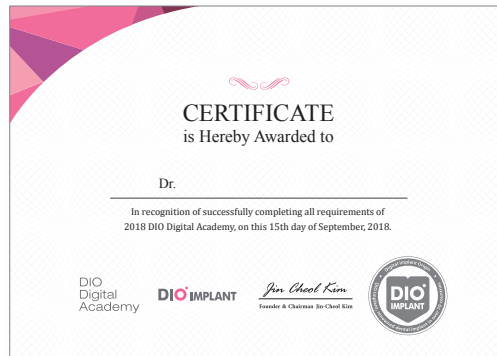 CERTIFICATE
is Hereby Awarded to
Dr.
In recognition of successfully completing all requirements of
2018 DIO Digital Academy, on this 15th day of September, 2018.
DIO
Digital
Academy
DIO IMPLANT
Jin Cheol Kim
Founder & Chairman Jin-Cheol Kim
Digital Implant Origin
DIO
IMPLANT